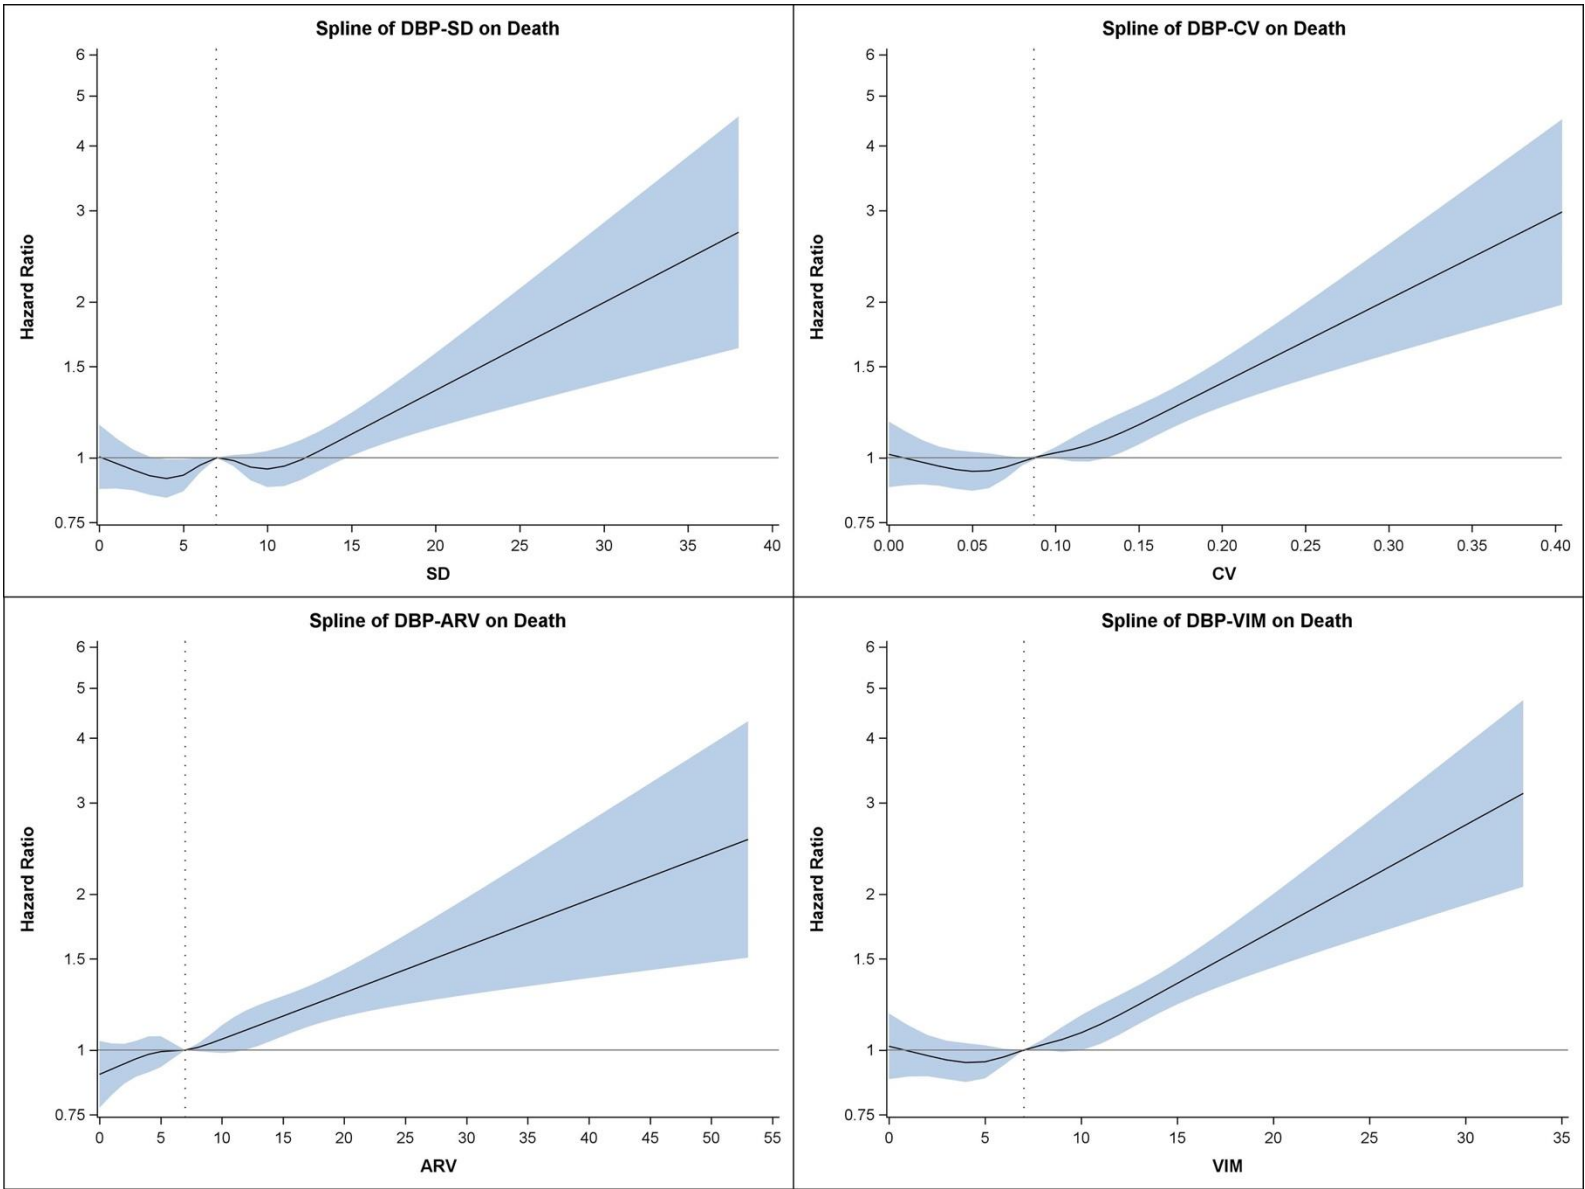 Spline of DBP-SD on Death
Hazard Ratio
6
5
4
3
2
1.5
1
0.75
0 5 10 15 20 25 30 35 40
SD
Spline of DBP-CV on Death
Hazard Ratio
6
5
4
3
2
1.5
1
0.75
0.00 0.05 0.10 0.15 0.20 0.25 0.30 0.35 0.40
CV
Spline of DBP-ARV on Death
Hazard Ratio
6
5
4
3
2
1.5
1
0.75
0 5 10 15 20 25 30 35 40 45 50 55
ARV
Spline of DBP-VIM on Death
Hazard Ratio
6
5
4
3
2
1.5
1
0.75
0 5 10 15 20 25 30 35
VIM